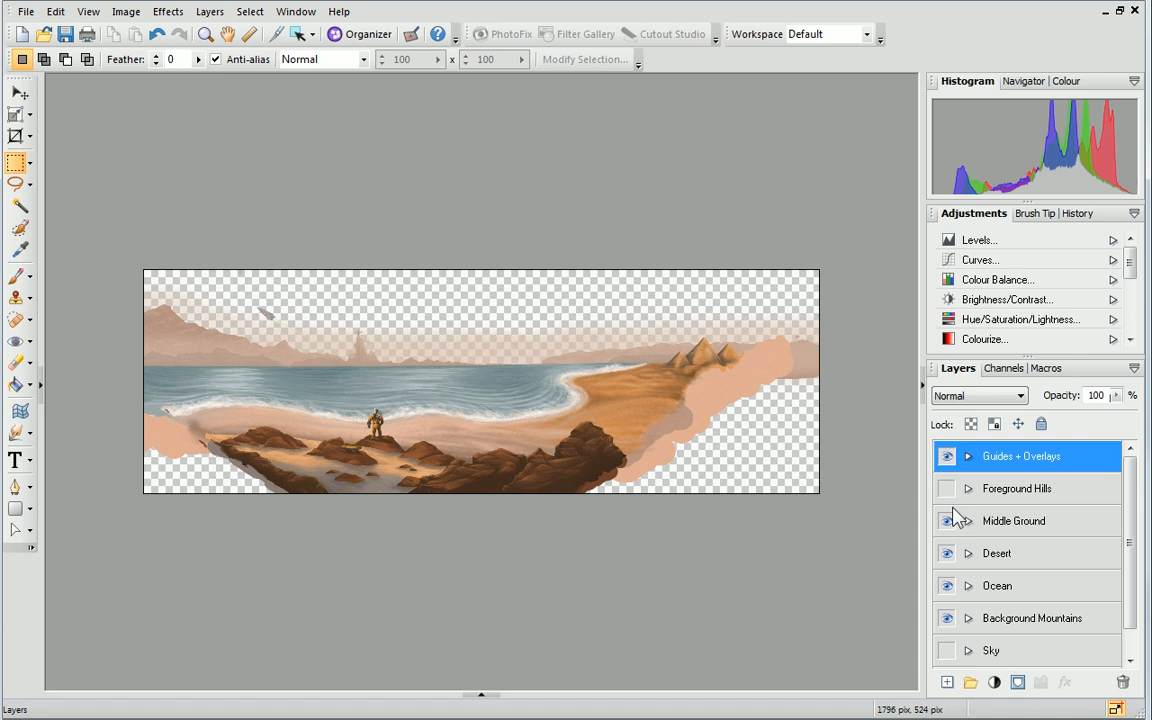 File Edit View Image Effects Layers Select Window Help
Organizer PhotoFix Filter Gallery Cutout Studio Workspace Default
Feather: 0 Anti-alias Normal 100 x 100 Modify Selection...
Histogram Navigator | Colour
Adjustments Brush Tip | History
Levels...
Curves...
Colour Balance...
Brightness/Contrast...
Hue/Saturation/Lightness...
Colourize...
Layers Channels | Macros
Normal Opacity: 100 %
Lock:
Guides + Overlays
Foreground Hills
Middle Ground
Desert
Ocean
Background Mountains
Sky
Layers 1796 pix, 524 pix